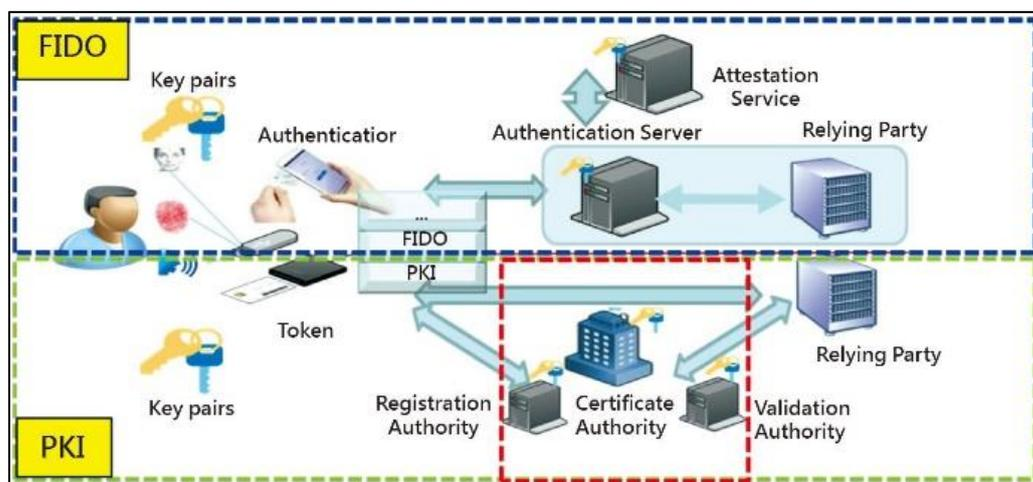 FIDO
Key pairs
Authenticatior
Attestation
Service
Authentication Server
Relying Party
...
FIDO
PKI
Token
Key pairs
Registration
Authority
Certificate
Authority
Validation
Authority
Relying Party
PKI